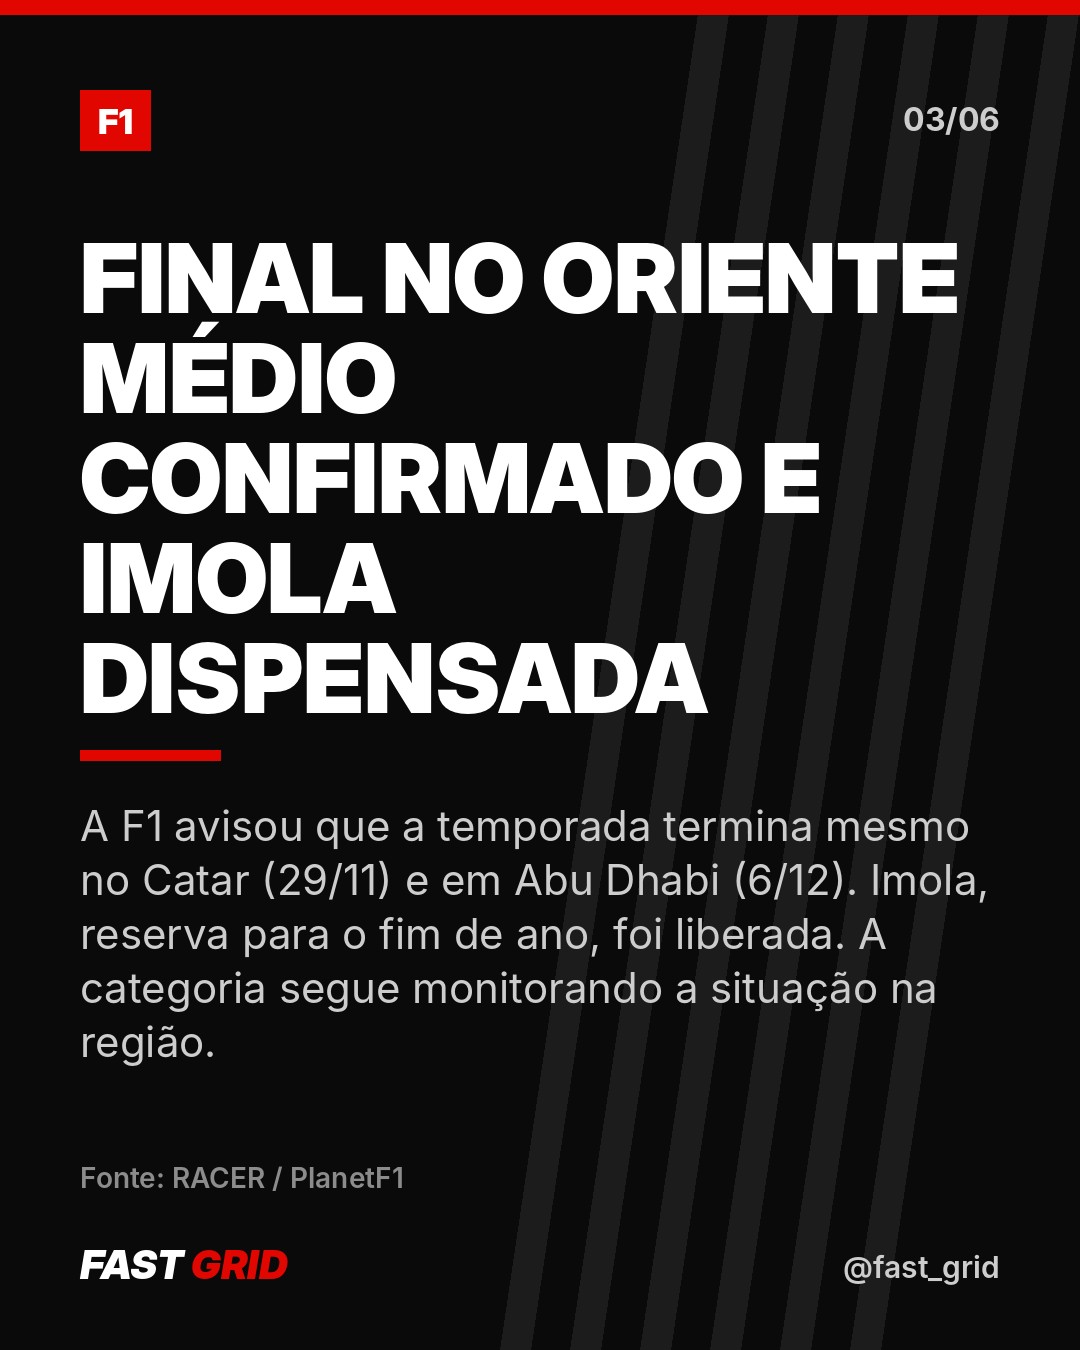 F1
03/06
FINAL NO ORIENTE
MÉDIO
CONFIRMADO E
IMOLA
DISPENSADA
A F1 avisou que a temporada termina mesmo
no Catar (29/11) e em Abu Dhabi (6/12). Imola,
reserva para o fim de ano, foi liberada. A
categoria segue monitorando a situação na
região.
Fonte: RACER / PlanetF1
FAST GRID
@fast_grid